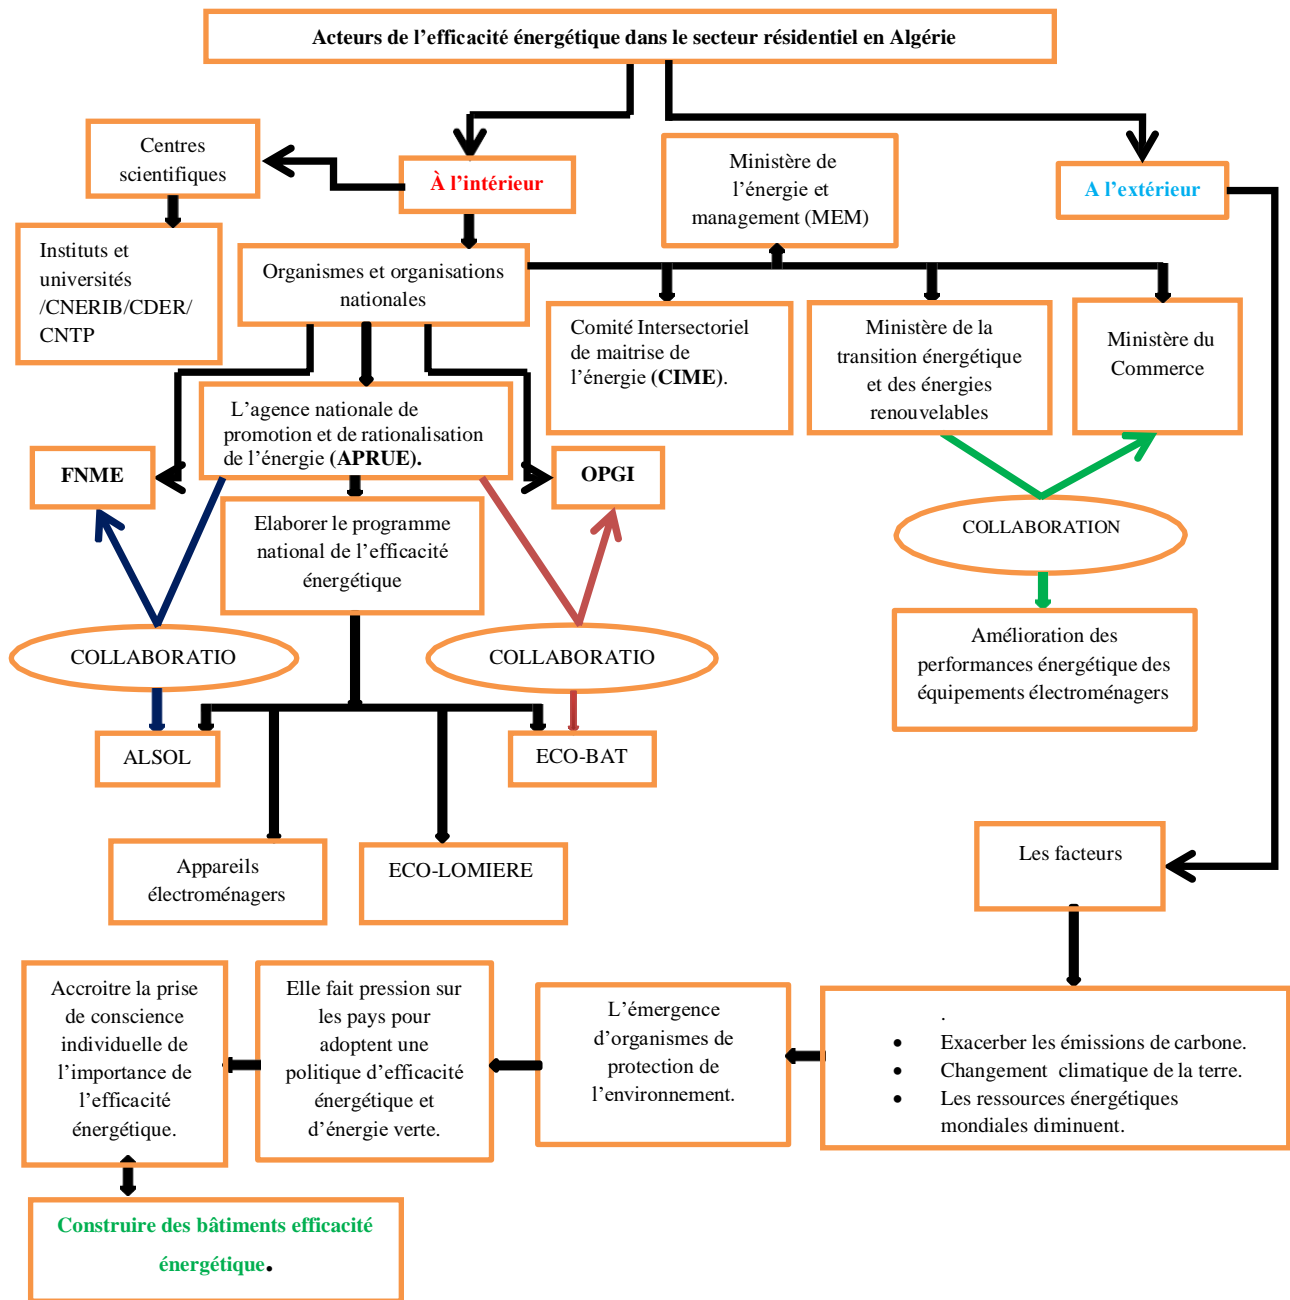 Acteurs de l’efficacité énergétique dans le secteur résidentiel en Algérie
Centres
scientifiques
À l’intérieur
Ministère de
l’énergie et
management (MEM)
A l’extérieur
Instituts et
universités
/CNERIB/CDER/
CNTP
Organismes et organisations
nationales
Comité Intersectoriel
de maitrise de
l’énergie (CIME).
Ministère de la
transition énergétique
et des énergies
renouvelables
Ministère du
Commerce
L’agence nationale de
promotion et de rationalisation
de l’énergie (APRUE).
FNME
OPGI
Elaborer le programme
national de l’efficacité
énergétique
COLLABORATION
COLLABORATIO
COLLABORATIO
Amélioration des
performances énergétique des
équipements électroménagers
ALSOL
ECO-BAT
Appareils
électroménagers
ECO-LOMIERE
Les facteurs
Accroitre la prise
de conscience
individuelle de
l’importance de
l’efficacité
énergétique.
Elle fait pression sur
les pays pour
adoptent une
politique d’efficacité
énergétique et
d’énergie verte.
L’émergence
d’organismes de
protection de
l’environnement.
.
• Exacerber les émissions de carbone.
• Changement climatique de la terre.
• Les ressources énergétiques
mondiales diminuent.
Construire des bâtiments efficacité
énergétique.